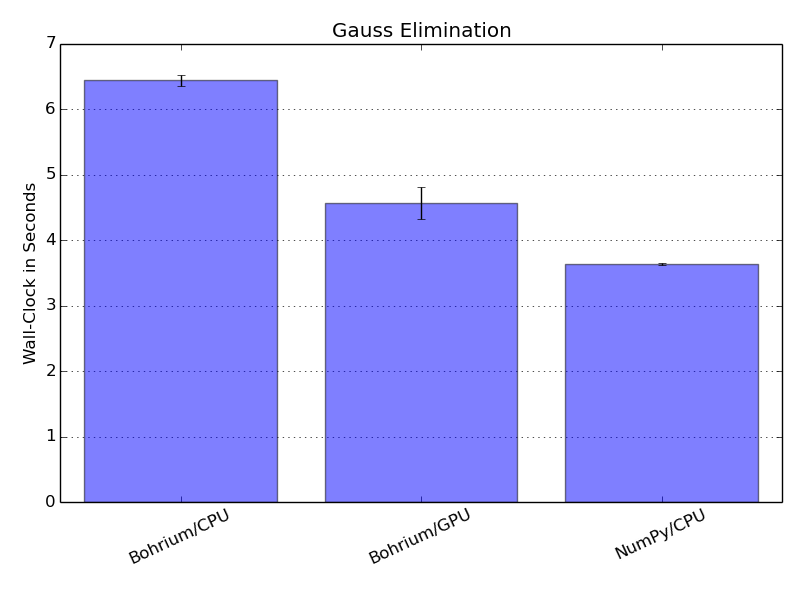 Gauss Elimination
7
6
5
4
3
2
1
0
Wall-Clock in Seconds
Bohrium/CPU
Bohrium/GPU
NumPy/CPU